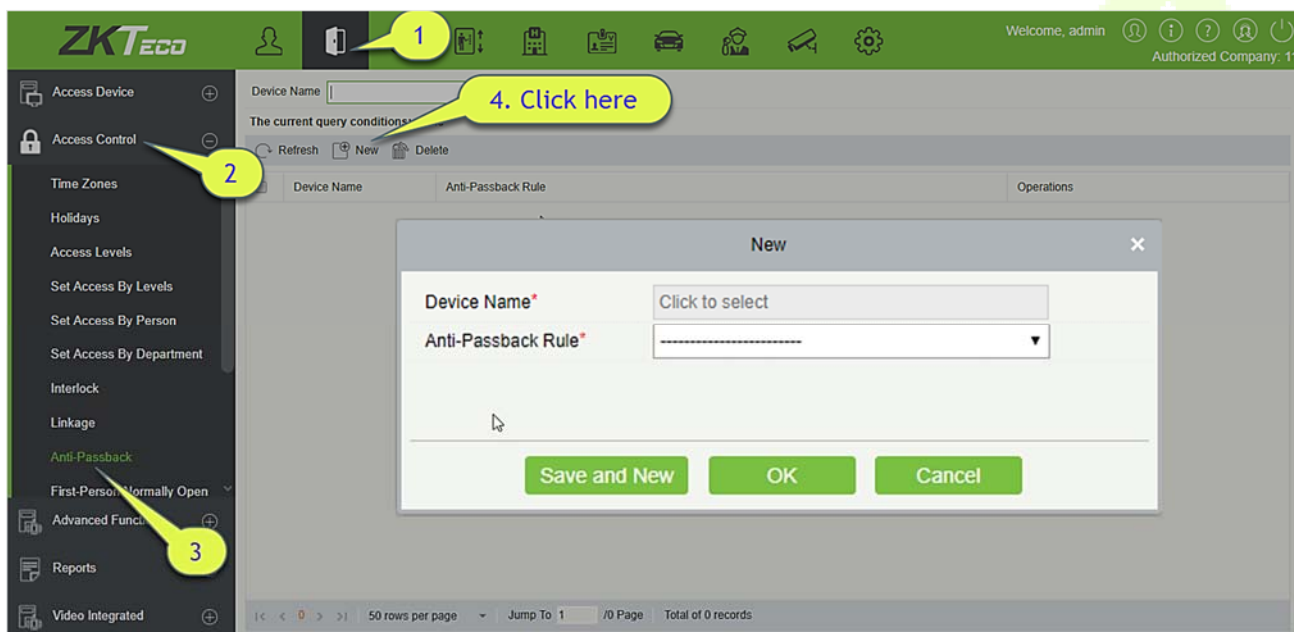 ZKTECO
1
Welcome, admin
Authorized Company: 11
Access Device
Access Control
2
Time Zones
Holidays
Access Levels
Set Access By Levels
Set Access By Person
Set Access By Department
Interlock
Linkage
Anti-Passback
First-Person Normally Open
3
Reports
Video Integrated
Device Name
4. Click here
The current query conditions
Refresh New Delete
Device Name Anti-Passback Rule Operations
New
Device Name* Click to select
Anti-Passback Rule* -------------------------
Save and New OK Cancel
|< < 0 > >| 50 rows per page Jump To 1 /0 Page Total of 0 records